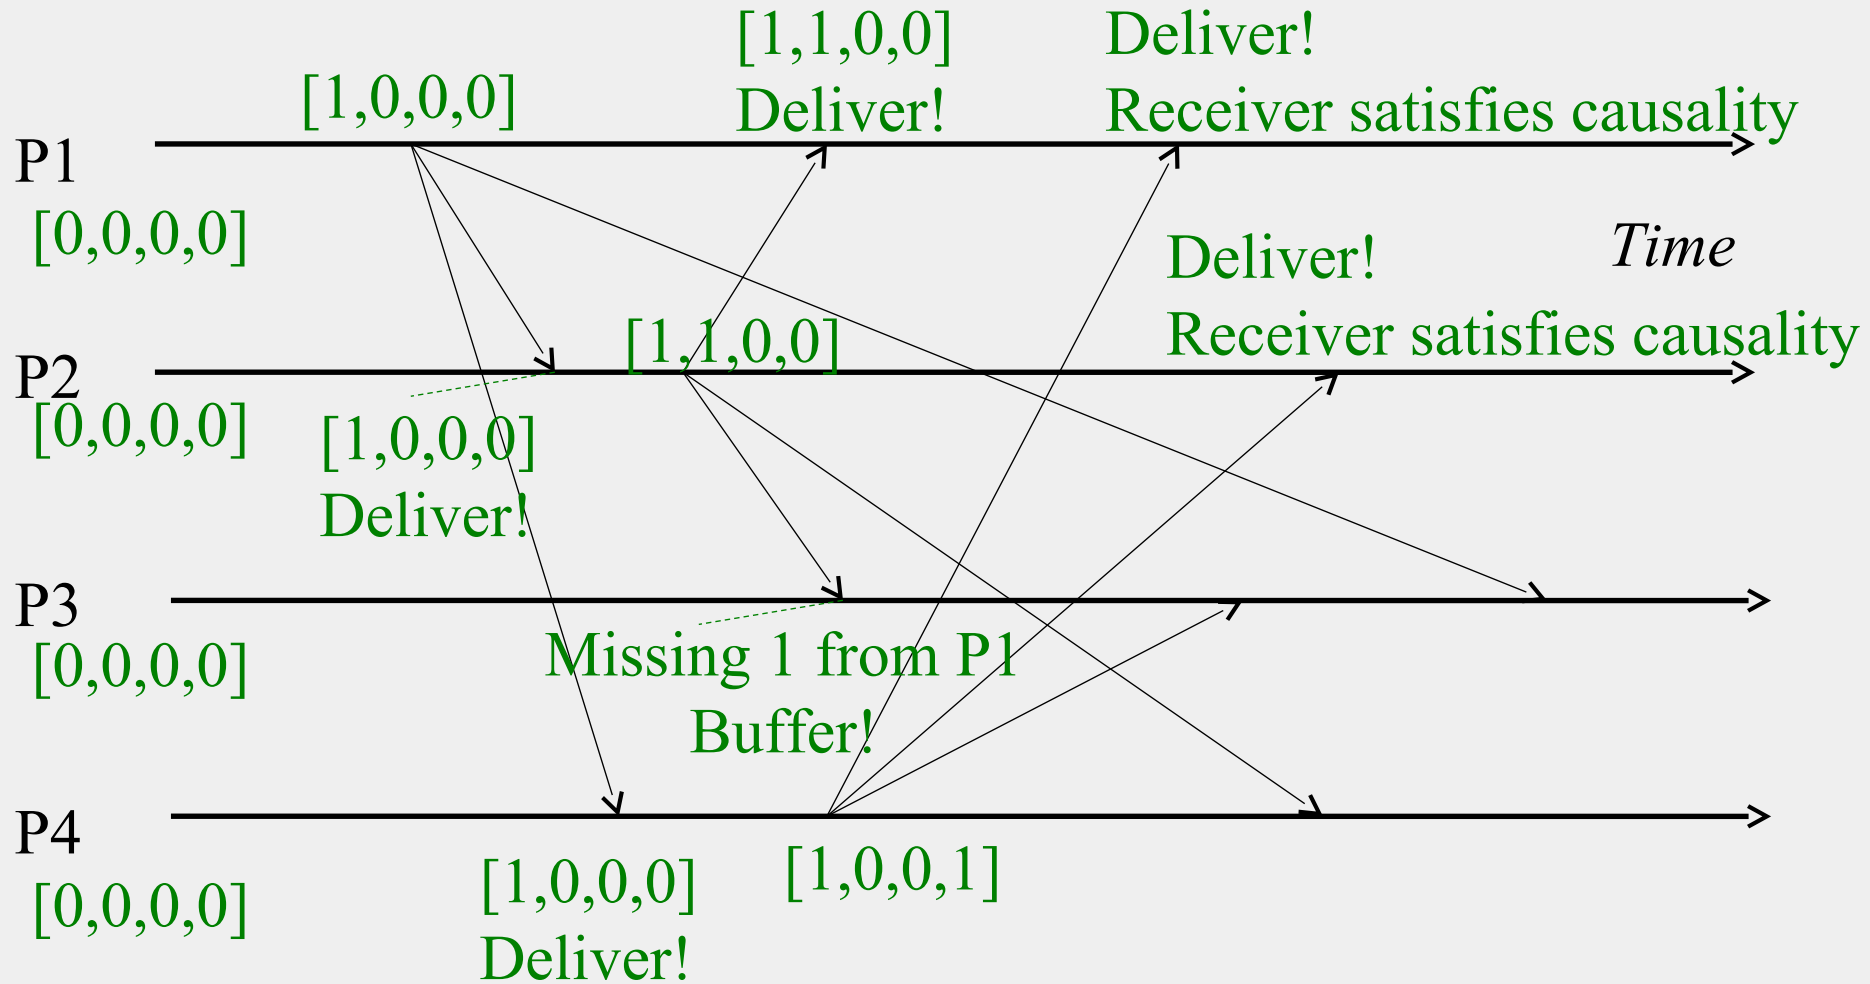 [1,1,0,0]
Deliver!
Deliver!
Receiver satisfies causality
[1,0,0,0]
P1
[0,0,0,0]
Time
Deliver!
Receiver satisfies causality
[1,1,0,0]
P2
[0,0,0,0]
[1,0,0,0]
Deliver!
P3
[0,0,0,0]
Missing 1 from P1
Buffer!
P4
[0,0,0,0]
[1,0,0,0]
Deliver!
[1,0,0,1]